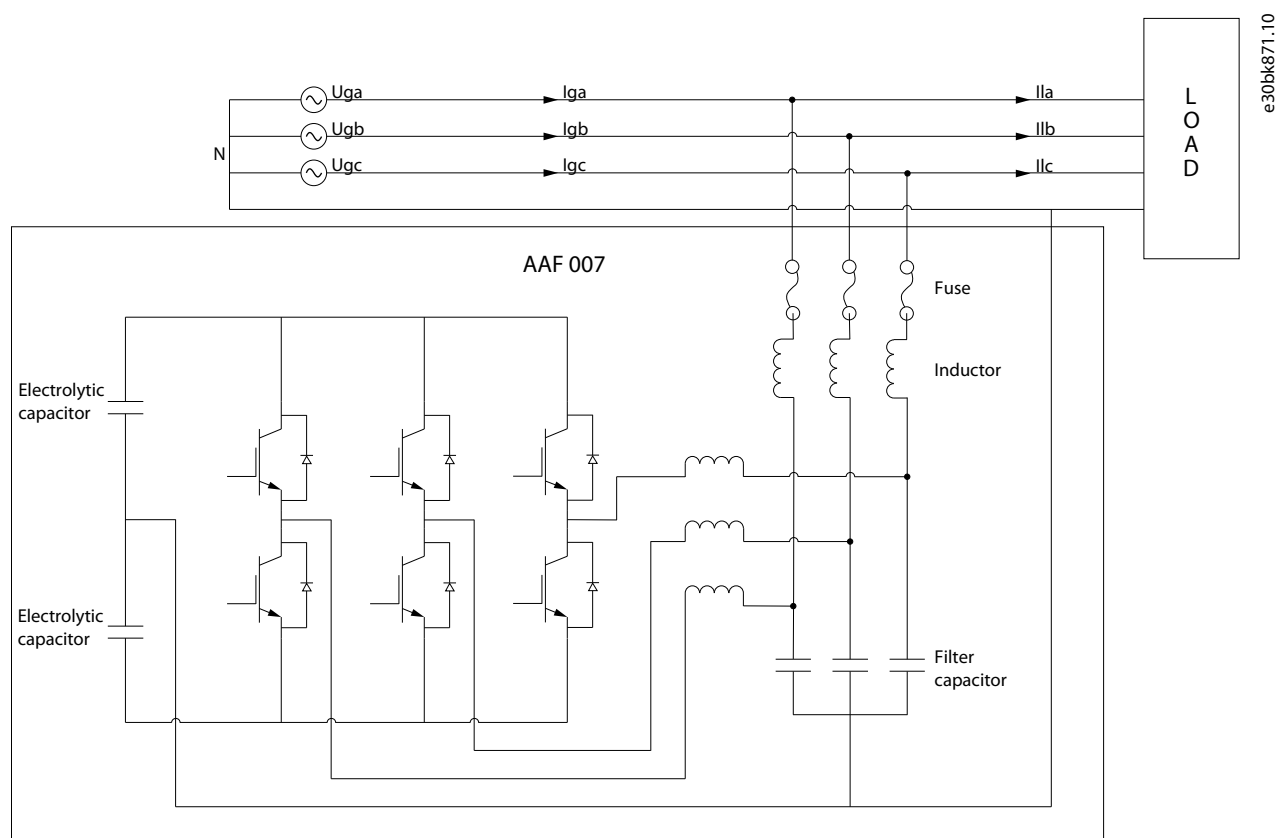 e30bk871.10
Uga
Iga
Ila
Ugb
Igb
Ilb
N
Ugc
Igc
Ilc
L
O
A
D
AAF 007
Fuse
Inductor
Electrolytic
capacitor
Electrolytic
capacitor
Filter
capacitor